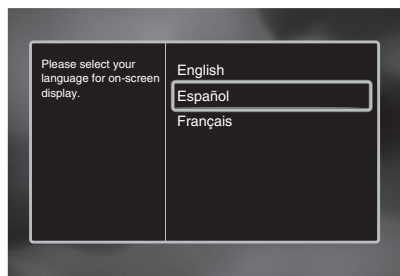 Please select your
language for on-screen
display.
English
Español
Français